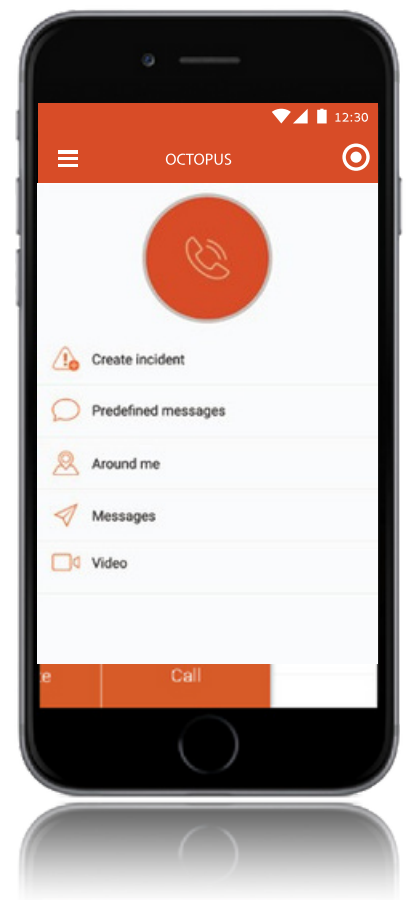 12:30
OCTOPUS
Create incident
Predefined messages
Around me
Messages
Video
e Call